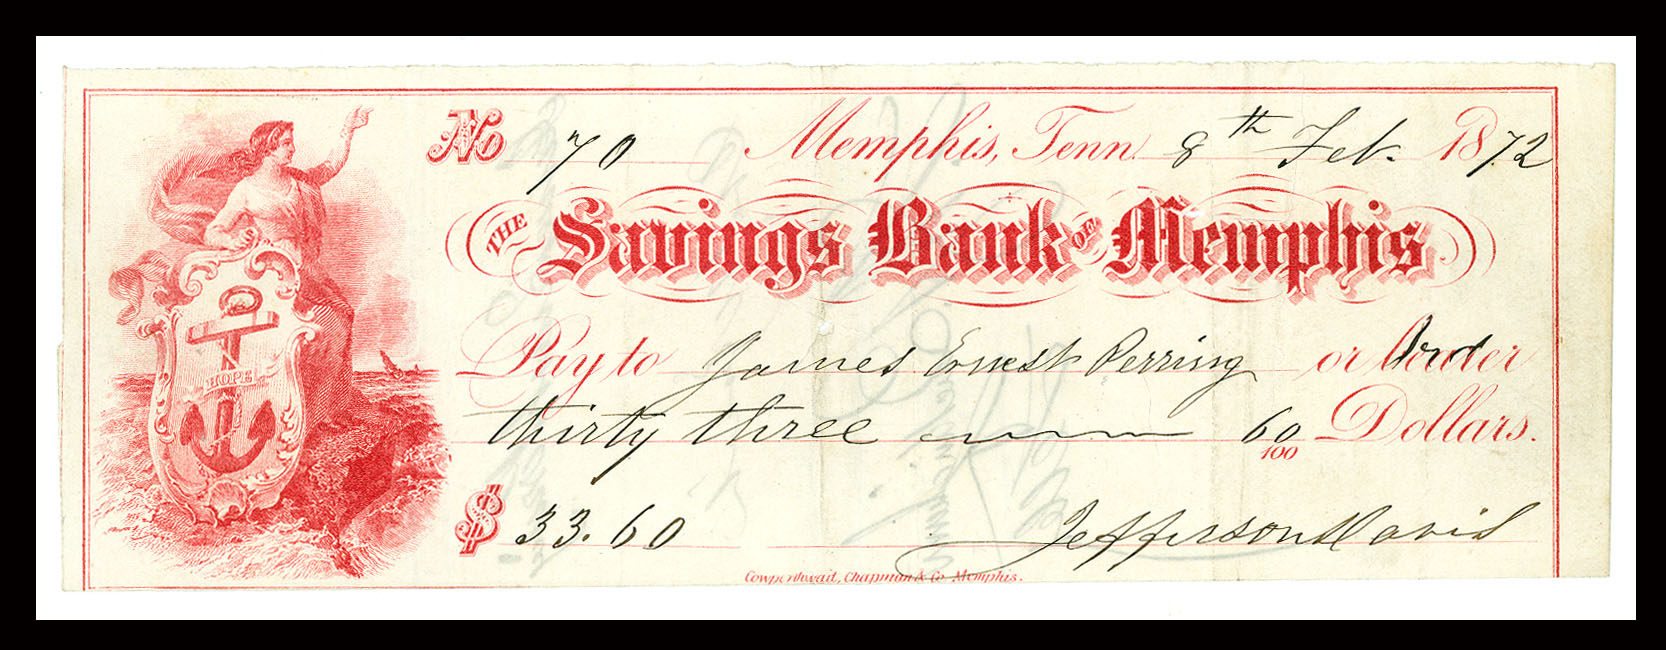 No 70 Memphis, Tenn. 8th Feb. 1872
THE Savings Bank OF Memphis
Pay to James Ernest Perring or Order
thirty three 60/100 Dollars.
$ 33.60 Jefferson Davis
HOPE
Cowperthwait, Chapman & Co. Memphis.